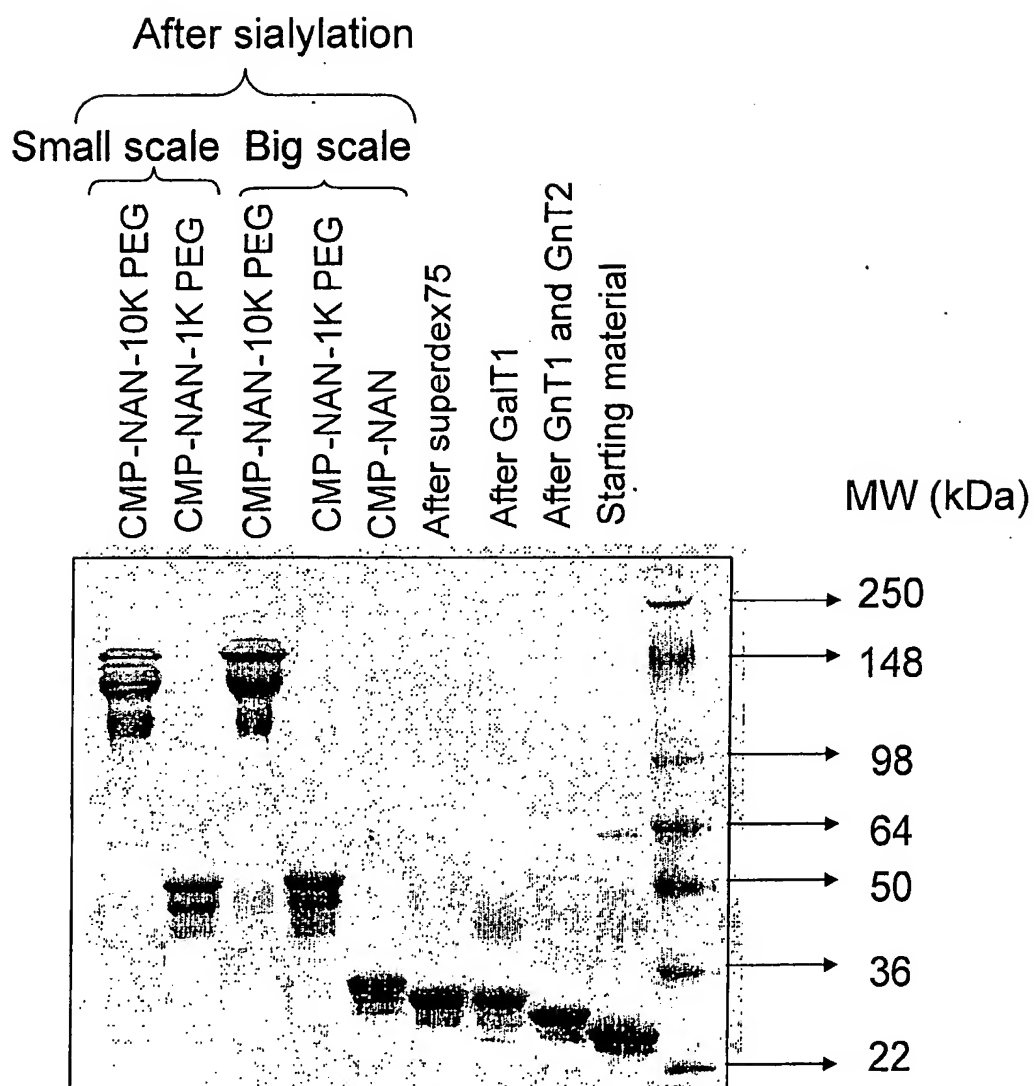 After sialylation
Small scale Big scale
CMP-NAN-10K PEG
CMP-NAN-1K PEG
CMP-NAN-10K PEG
CMP-NAN-1K PEG
CMP-NAN
After superdex75
After GalT1
After GnT1 and GnT2
Starting material
MW (kDa)
250
148
98
64
50
36
22